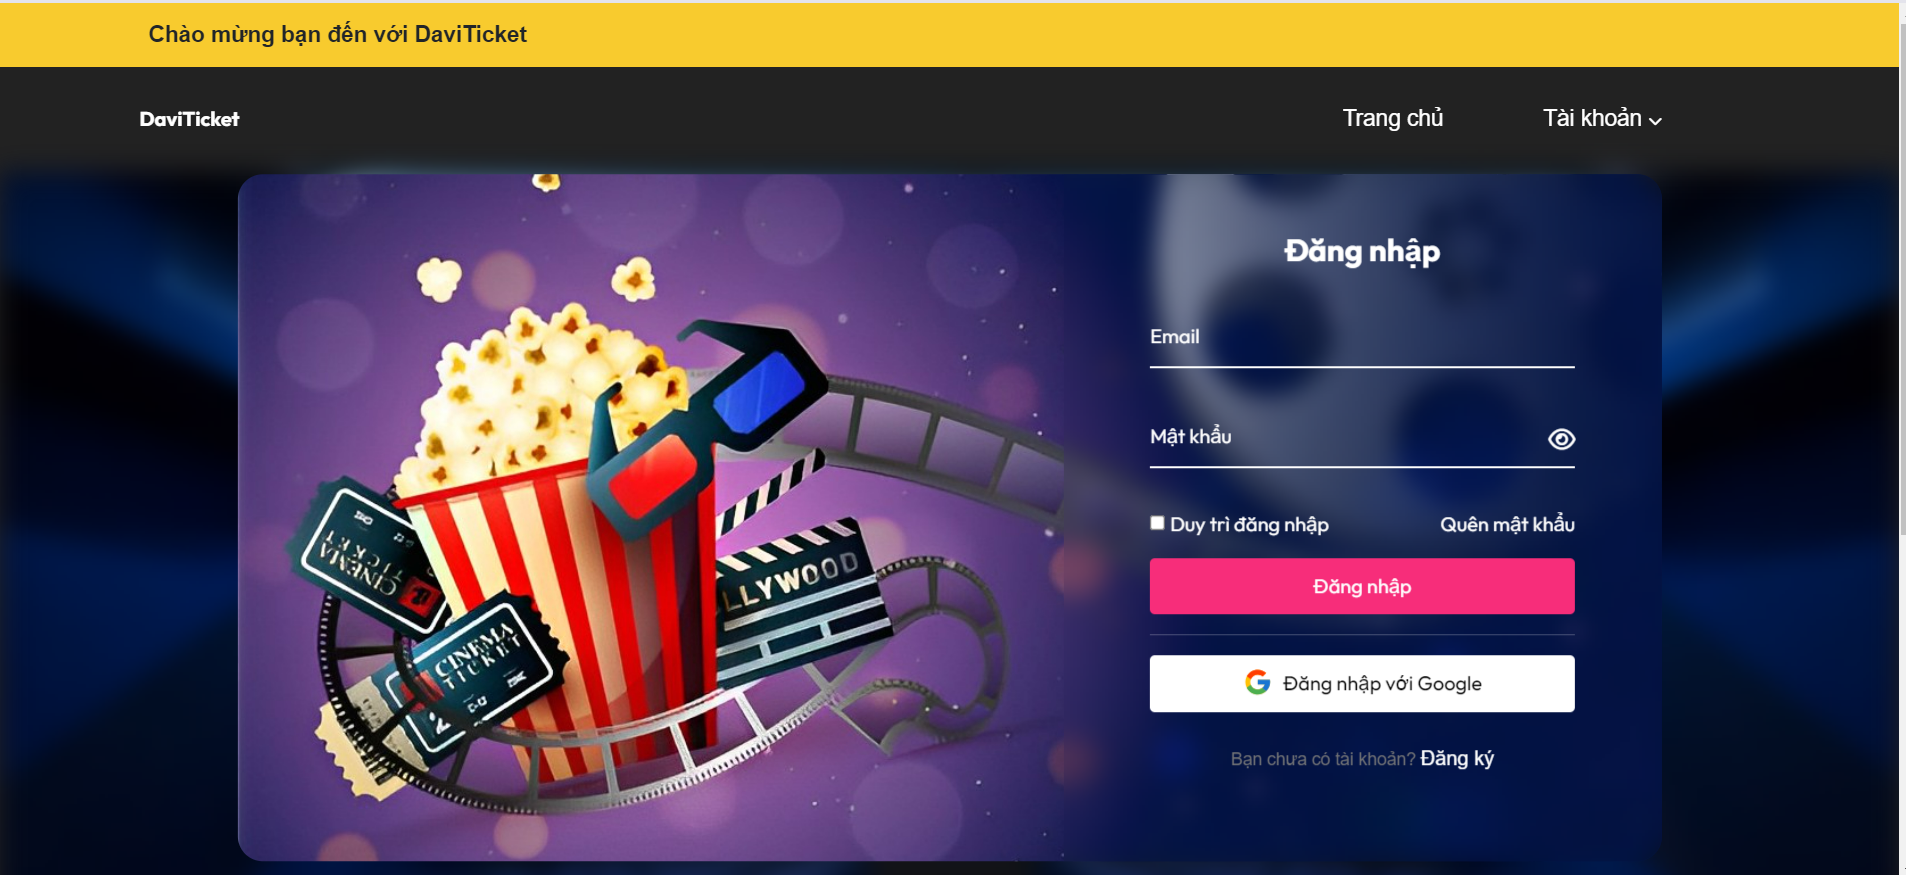 Chào mừng bạn đến với DaviTicket
DaviTicket
Trang chủ
Tài khoản
Đăng nhập
Email
Mật khẩu
Duy trì đăng nhập
Quên mật khẩu
Đăng nhập
Đăng nhập với Google
Bạn chưa có tài khoản? Đăng ký
CINEMA
TICKET
CINEMA
TICKET
LLYWOOD